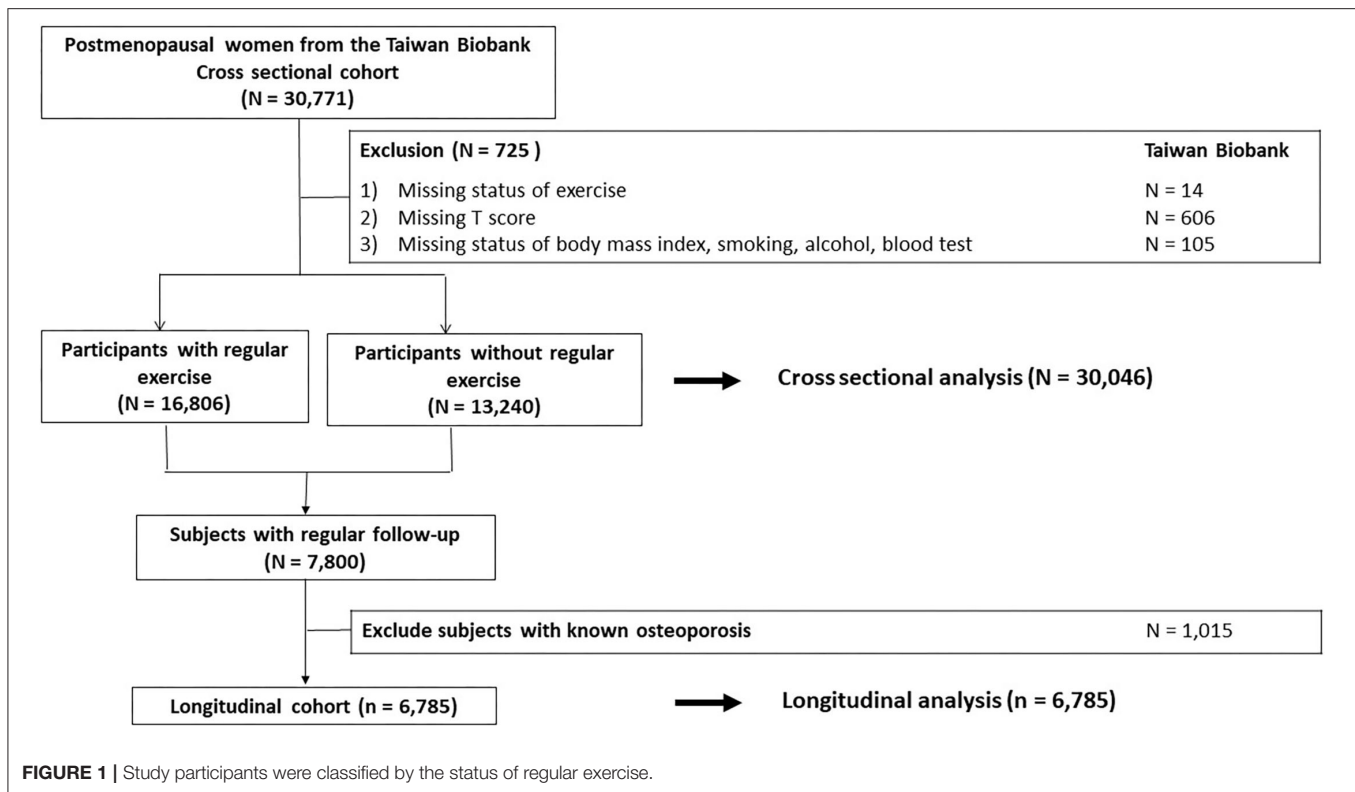 Postmenopausal women from the Taiwan Biobank
Cross sectional cohort
(N = 30,771)
Exclusion (N = 725 ) Taiwan Biobank
1) Missing status of exercise N = 14
2) Missing T score N = 606
3) Missing status of body mass index, smoking, alcohol, blood test N = 105
Participants with regular
exercise
(N = 16,806)
Participants without regular
exercise
(N = 13,240)
Cross sectional analysis (N = 30,046)
Subjects with regular follow-up
(N = 7,800)
Exclude subjects with known osteoporosis N = 1,015
Longitudinal cohort (n = 6,785)
Longitudinal analysis (n = 6,785)
FIGURE 1 | Study participants were classified by the status of regular exercise.